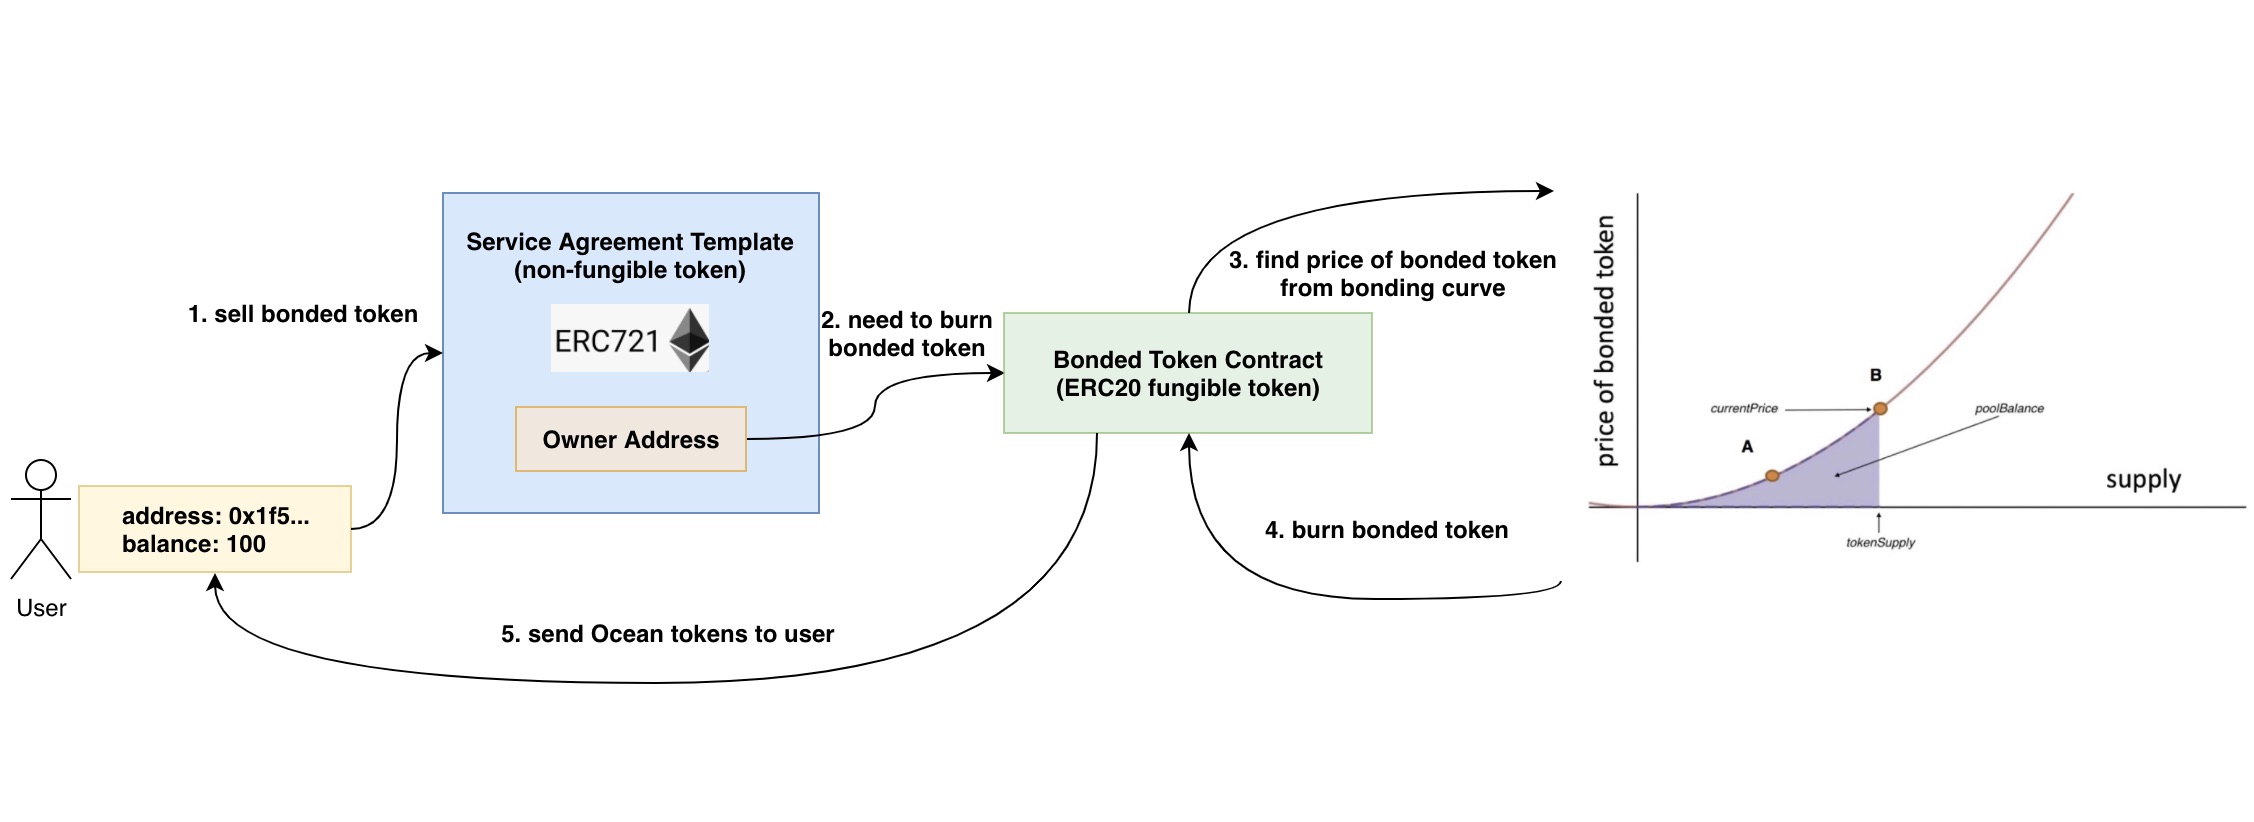 Service Agreement Template
(non-fungible token)
ERC721
Owner Address
1. sell bonded token
address: 0x1f5...
balance: 100
User
2. need to burn
bonded token
Bonded Token Contract
(ERC20 fungible token)
3. find price of bonded token
from bonding curve
4. burn bonded token
5. send Ocean tokens to user
price of bonded token
B
currentPrice
poolBalance
A
supply
tokenSupply